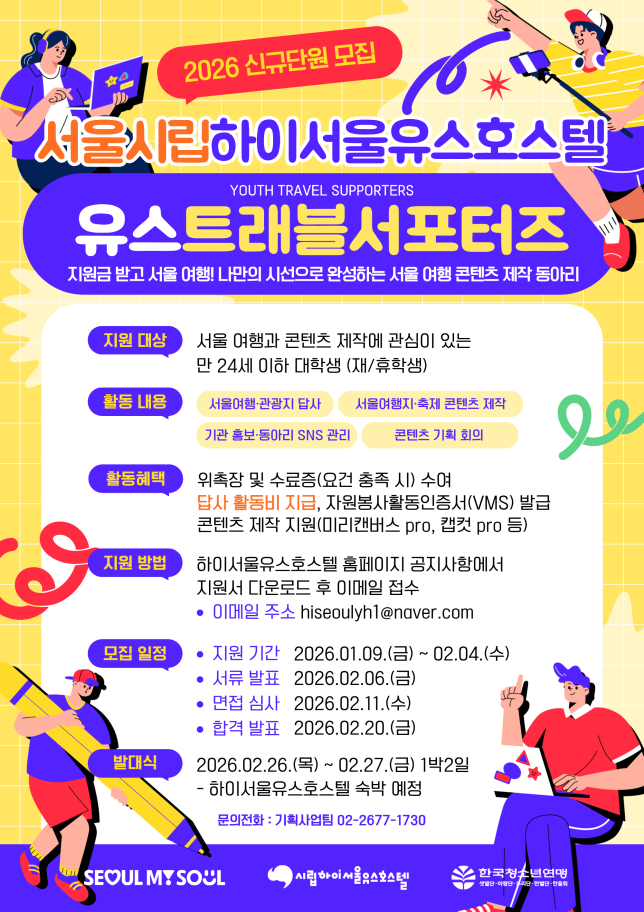 2026 신규단원 모집
서울시립하이서울유스호스텔
YOUTH TRAVEL SUPPORTERS
유스트래블서포터즈
지원금 받고 서울 여행! 나만의 시선으로 완성하는 서울 여행 콘텐츠 제작 동아리
지원 대상
서울 여행과 콘텐츠 제작에 관심이 있는
만 24세 이하 대학생 (재/휴학생)
활동 내용
서울여행·관광지 답사
서울여행지·축제 콘텐츠 제작
기관 홍보·동아리 SNS 관리
콘텐츠 기획 회의
활동혜택
위촉장 및 수료증(요건 충족 시) 수여
답사 활동비 지급, 자원봉사활동인증서(VMS) 발급
콘텐츠 제작 지원(미리캔버스 pro, 캡컷 pro 등)
지원 방법
하이서울유스호스텔 홈페이지 공지사항에서
지원서 다운로드 후 이메일 접수
• 이메일 주소 hiseoulyh1@naver.com
모집 일정
• 지원 기간 2026.01.09.(금) ~ 02.04.(수)
• 서류 발표 2026.02.06.(금)
• 면접 심사 2026.02.11.(수)
• 합격 발표 2026.02.20.(금)
발대식
2026.02.26.(목) ~ 02.27.(금) 1박2일
- 하이서울유스호스텔 숙박 예정
문의전화 : 기획사업팀 02-2677-1730
SEOUL MY SOUL
시립하이서울유스호스텔
한국청소년연맹